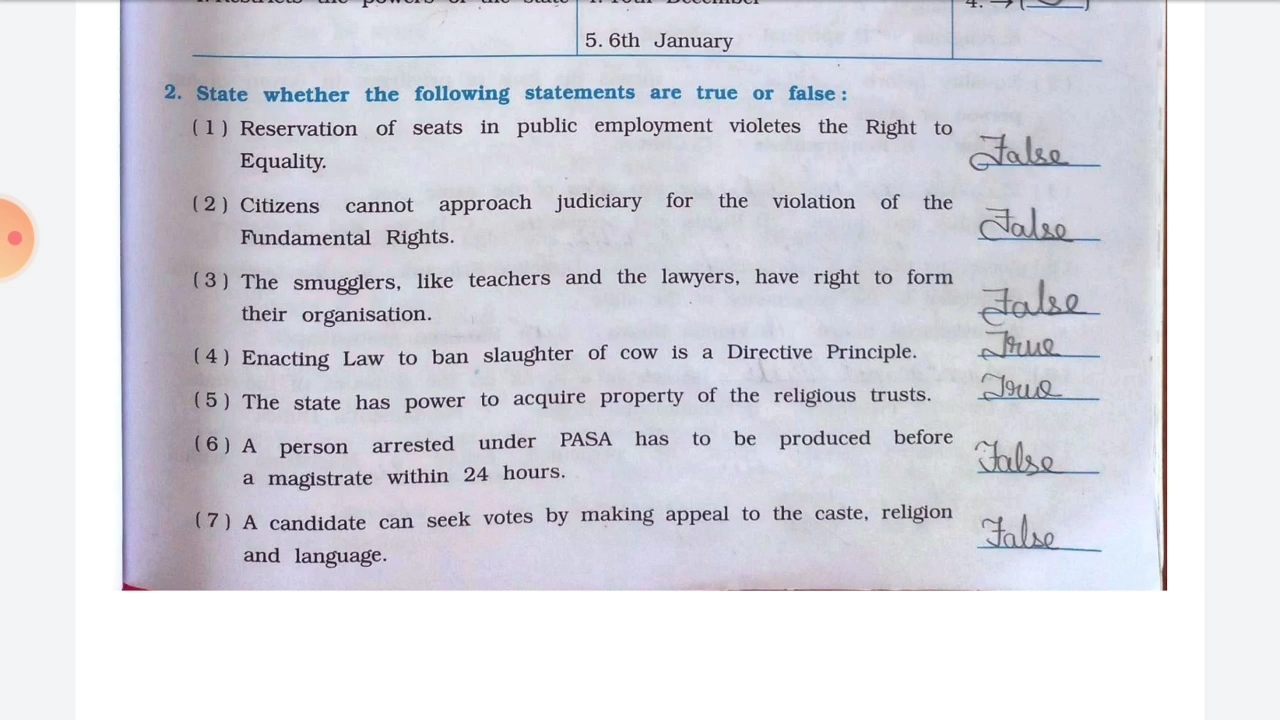 5. 6th January
2. State whether the following statements are true or false :
( 1 ) Reservation of seats in public employment violetes the Right to
Equality.
False
( 2 ) Citizens cannot approach judiciary for the violation of the
Fundamental Rights.
False
( 3 ) The smugglers, like teachers and the lawyers, have right to form
their organisation.
False
( 4 ) Enacting Law to ban slaughter of cow is a Directive Principle.
True
( 5 ) The state has power to acquire property of the religious trusts.
True
( 6 ) A person arrested under PASA has to be produced before
a magistrate within 24 hours.
False
( 7 ) A candidate can seek votes by making appeal to the caste, religion
and language.
False